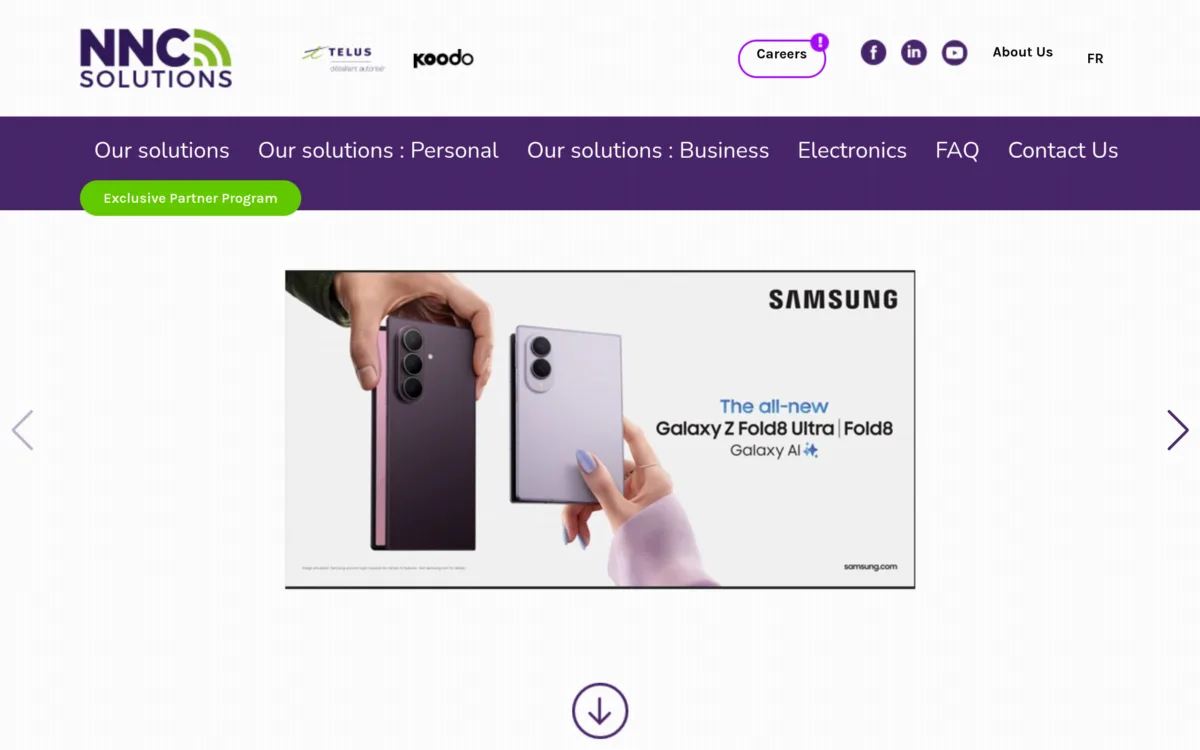 NNC
SOLUTIONS
TELUS
détaillant autorisé
koodo
Careers
!
About Us
FR
Our solutions
Our solutions : Personal
Our solutions : Business
Electronics
FAQ
Contact Us
Exclusive Partner Program
SAMSUNG
The all-new
Galaxy Z Fold8 Ultra | Fold8
Galaxy AI
samsung.com